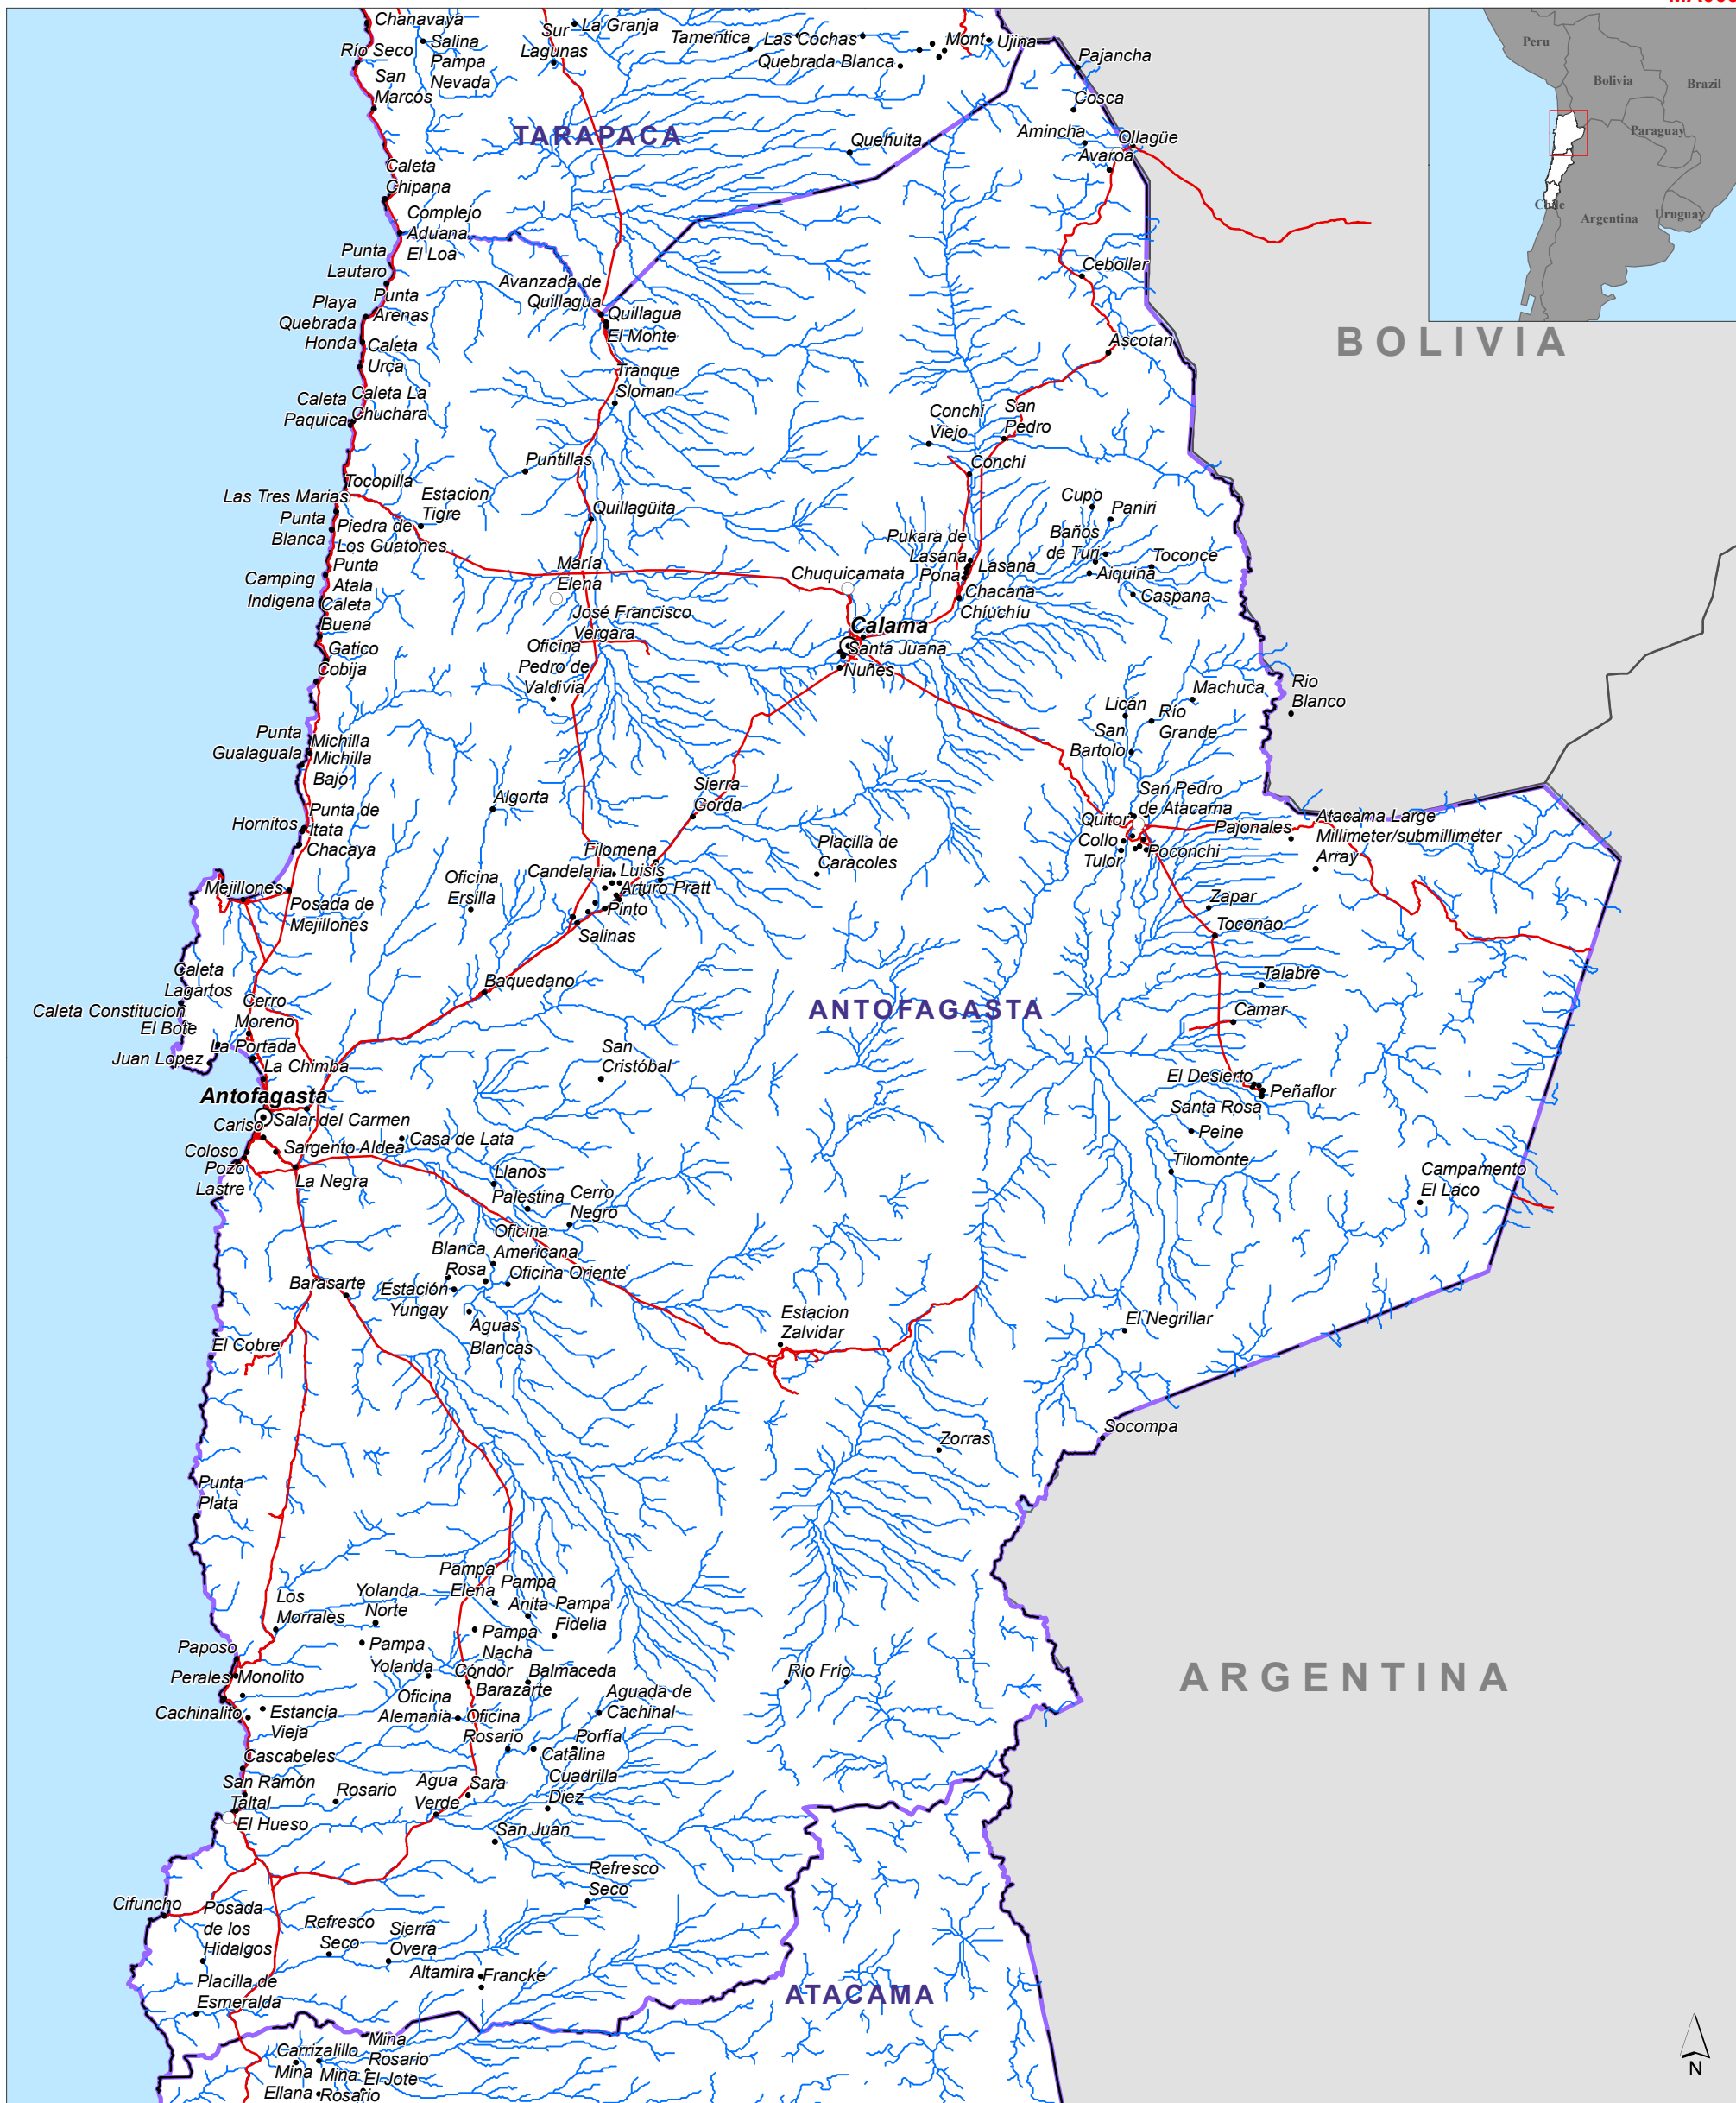 Chanavaya
Salina
Pampa
Nevada
Río Seco
San
Marcos
Sur
Lagunas
La Granja
Tamentica
Las Cochas
Quebrada Blanca
Mont
Ujina
Pajancha
Cosca
Amincha
Ollagüe
Avaroa
Quehuita
TARAPACA
Peru
Bolivia
Brazil
Paraguay
Chile
Argentina
Uruguay
Caleta
Chipana
Complejo
Aduana
El Loa
Punta
Lautaro
Punta
Arenas
Playa
Quebrada
Honda
Caleta
Urca
Caleta
Paquica
Caleta La
Chuchara
Avanzada de
Quillagua
Quillagua
El Monte
Tranque
Sloman
Cebollar
Ascotan
BOLIVIA
Conchi
Viejo
San
Pedro
Conchi
Puntillas
Tocopilla
Las Tres Marias
Estacion
Tigre
Quillagüita
Punta
Blanca
Piedra de
Los Guatones
Cupo
Paniri
Baños
de Turi
Toconce
Aiquina
Caspana
Pukara de
Lasana
Lasana
Pona
Chacana
Chiuchiu
Punta
Atala
Camping
Indigena
Caleta
Buena
María
Elena
Chuquicamata
José Francisco
Vergara
Calama
Santa Juana
Nuñes
Oficina
Pedro de
Valdivia
Gatico
Cobija
Machuca
Rio
Blanco
Licán
Rio
Grande
San
Bartolo
Punta
Gualaguala
Michilla
Michilla
Bajo
Sierra
Gorda
San Pedro
de Atacama
Algorta
Punta de
Itata
Hornitos
Chacaya
Quitor
Collo
Tulor
Poconchi
Pajonales
Atacama Large
Millimeter/submillimeter
Array
Placilla de
Caracoles
Filomena
Candelaria
Luisis
Arturo Pratt
Pinto
Salinas
Oficina
Ersilla
Mejillones
Posada de
Mejillones
Zapar
Toconao
Talabre
Camar
Baquedano
ANTOFAGASTA
Caleta
Lagartos
Caleta Constitucion
El Bote
Juan Lopez
Cerro
Moreno
La Portada
La Chimba
San
Cristóbal
El Desierto
Peñaflor
Santa Rosa
Peine
Tilomonte
Antofagasta
Salar del Carmen
Cariso
Sargento Aldea
Casa de Lata
Coloso
Pozo
Lastre
La Negra
Llanos
Palestina
Cerro
Negro
Campamento
El Laco
Oficina
Americana
Blanca
Rosa
Oficina Oriente
Estación
Yungay
Aguas
Blancas
Barasarte
El Cobre
Estacion
Zalvidar
El Negrillar
Socompa
Zorras
Punta
Plata
Pampa
Elena
Pampa
Anita
Pampa
Fidelia
Los
Morrales
Yolanda
Norte
Pampa
Nacha
Pampa
Yolanda
Paposo
Perales
Monolito
Cóndor
Barazarte
Balmaceda
Río Frío
ARGENTINA
Oficina
Alemania
Aguada de
Cachinal
Cachinalito
Estancia
Vieja
Oficina
Rosario
Porfía
Catalina
Cascabeles
San Ramón
Taltal
El Hueso
Rosario
Agua
Verde
Sara
Cuadrilla
Diez
San Juan
Refresco
Seco
Cifuncho
Posada
de los
Hidalgos
Refresco
Seco
Sierra
Overa
Altamira
Francke
Placilla de
Esmeralda
ATACAMA
Carrizalillo
Mina
Rosario
Mina
Ellana
Mina
Rosario
El Jote
N